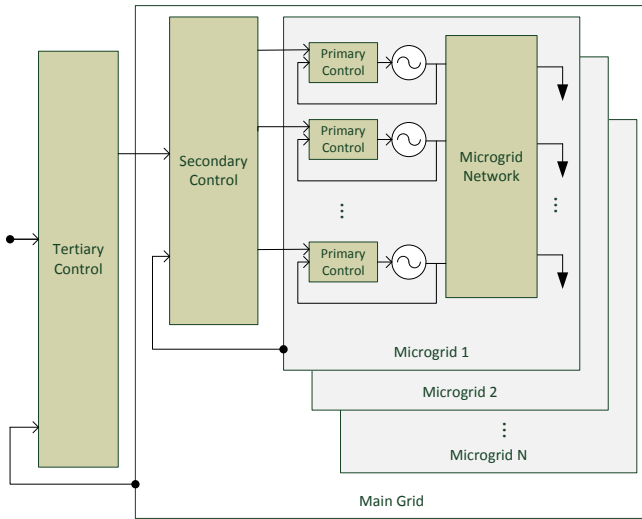 Tertiary
Control
Secondary
Control
Primary
Control
Primary
Control
⋮
Primary
Control
Microgrid
Network
⋮
Microgrid 1
Microgrid 2
⋮
Microgrid N
Main Grid